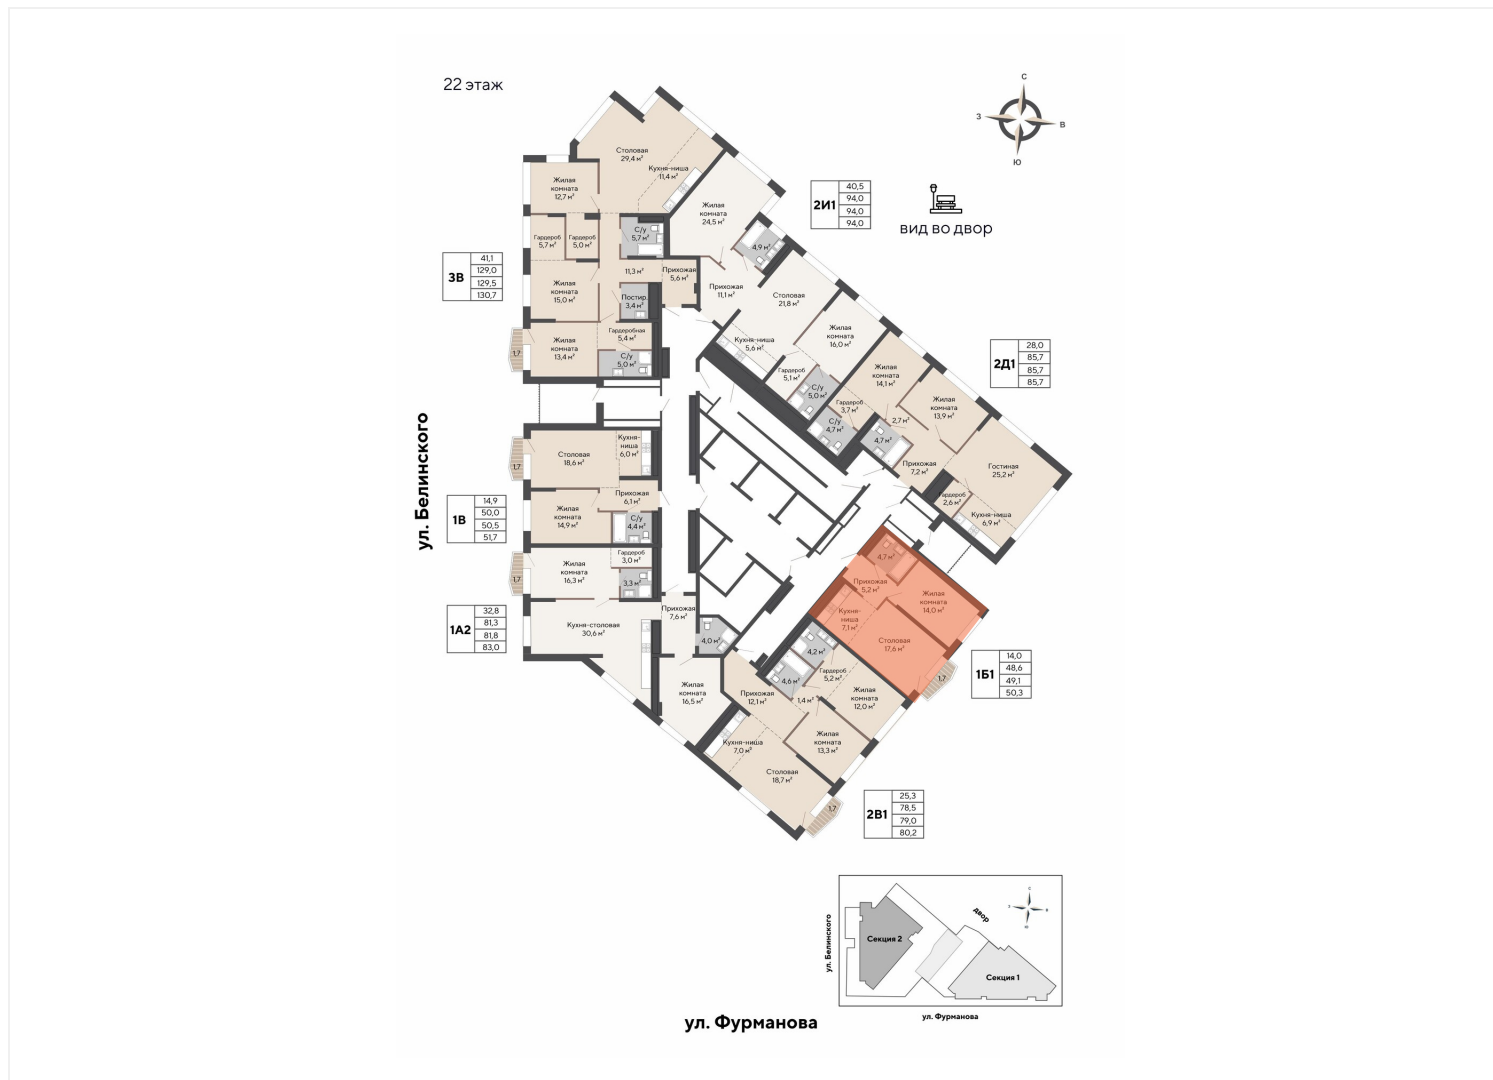 22 этаж
С
З
В
Ю
вид во двор
2И1
40,5
94,0
94,0
94,0
3В
41,1
129,0
129,5
130,7
2Д1
28,0
85,7
85,7
85,7
1В
14,9
50,0
50,5
51,7
1А2
32,8
81,3
81,8
83,0
1Б1
14,0
48,6
49,1
50,3
2В1
25,3
78,5
79,0
80,2
Столовая
29,4 м²
Кухня-ниша
11,4 м²
Жилая
комната
12,7 м²
Гардероб
5,7 м²
Гардероб
5,0 м²
С/у
5,7 м²
11,3 м²
Прихожая
5,6 м²
Жилая
комната
15,0 м²
Постир.
3,4 м²
Жилая
комната
13,4 м²
Гардеробная
5,4 м²
С/у
5,0 м²
1,7
Жилая
комната
24,5 м²
4,9 м²
Прихожая
11,1 м²
Столовая
21,8 м²
Кухня-ниша
5,6 м²
Жилая
комната
16,0 м²
Гардероб
5,1 м²
С/у
5,0 м²
Жилая
комната
14,1 м²
Гардероб
3,7 м²
С/у
4,7 м²
Жилая
комната
13,9 м²
2,7 м²
4,7 м²
Прихожая
7,2 м²
Гостиная
25,2 м²
Гардероб
2,6 м²
Кухня-ниша
6,9 м²
Столовая
18,6 м²
Кухня-
ниша
6,0 м²
1,7
Прихожая
6,1 м²
Жилая
комната
14,9 м²
С/у
4,4 м²
Гардероб
3,0 м²
Жилая
комната
16,3 м²
3,3 м²
1,7
Кухня-столовая
30,6 м²
Прихожая
7,6 м²
4,0 м²
Жилая
комната
16,5 м²
4,7 м²
Прихожая
5,2 м²
Жилая
комната
14,0 м²
Кухня-
ниша
7,1 м²
Столовая
17,6 м²
1,7
4,2 м²
Гардероб
5,2 м²
4,6 м²
1,4 м²
Жилая
комната
12,0 м²
Прихожая
12,1 м²
Жилая
комната
13,3 м²
Кухня-ниша
7,0 м²
Столовая
18,7 м²
1,7
ул. Белинского
ул. Фурманова
ул. Белинского
Секция 2
двор
Секция 1
ул. Фурманова